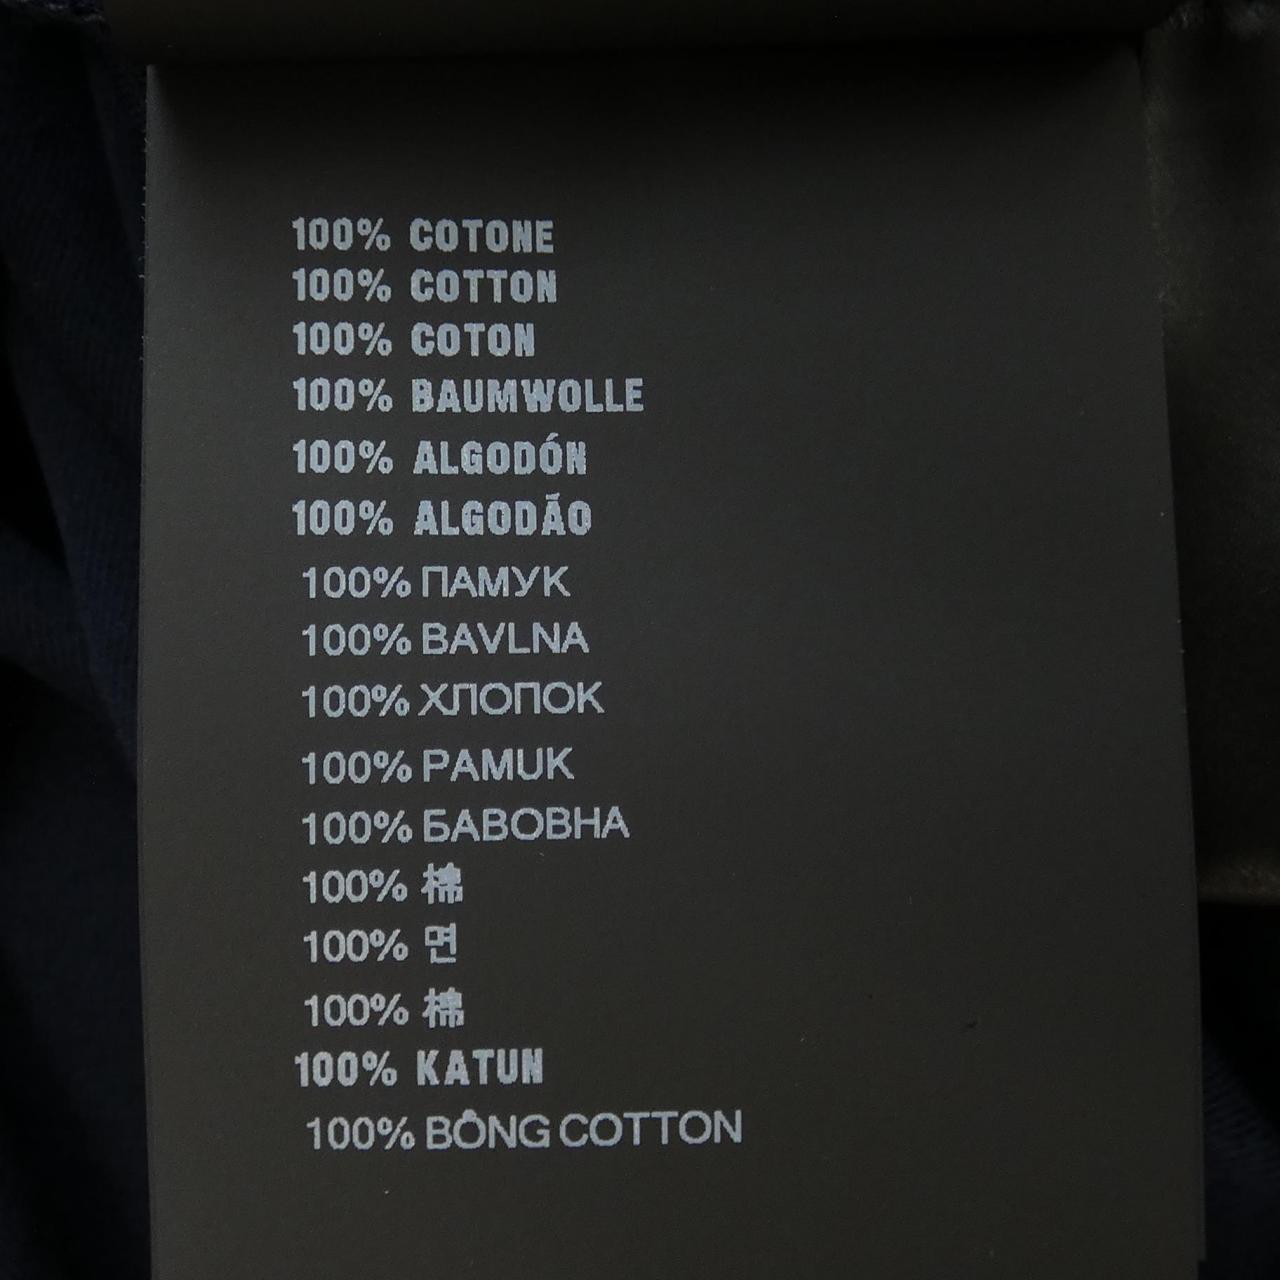 100% COTONE
100% COTTON
100% COTON
100% BAUMWOLLE
100% ALGODÓN
100% ALGODÃO
100% ПАМУК
100% BAVLNA
100% ХЛОПОК
100% PAMUK
100% БАВОВНА
100% 棉
100% 면
100% 棉
100% KATUN
100% BÔNG COTTON